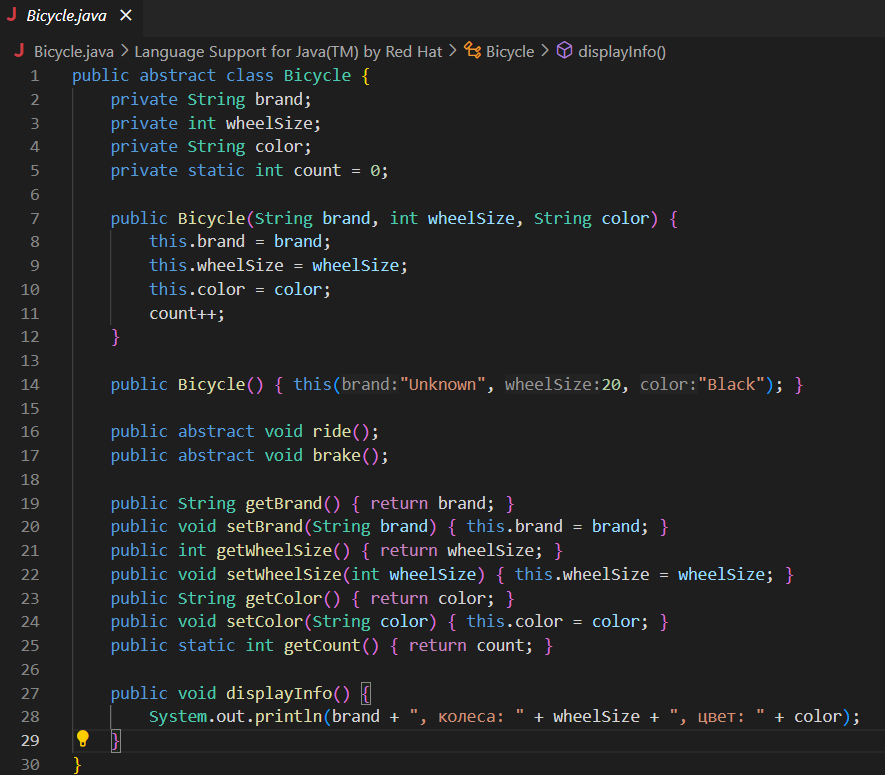 J Bicycle.java ×
J Bicycle.java > Language Support for Java(TM) by Red Hat > Bicycle > displayInfo()
1 public abstract class Bicycle {
2     private String brand;
3     private int wheelSize;
4     private String color;
5     private static int count = 0;
6
7     public Bicycle(String brand, int wheelSize, String color) {
8         this.brand = brand;
9         this.wheelSize = wheelSize;
10         this.color = color;
11         count++;
12     }
13
14     public Bicycle() { this(brand:"Unknown", wheelSize:20, color:"Black"); }
15
16     public abstract void ride();
17     public abstract void brake();
18
19     public String getBrand() { return brand; }
20     public void setBrand(String brand) { this.brand = brand; }
21     public int getWheelSize() { return wheelSize; }
22     public void setWheelSize(int wheelSize) { this.wheelSize = wheelSize; }
23     public String getColor() { return color; }
24     public void setColor(String color) { this.color = color; }
25     public static int getCount() { return count; }
26
27     public void displayInfo() {
28         System.out.println(brand + ", колеса: " + wheelSize + ", цвет: " + color);
29     }
30 }